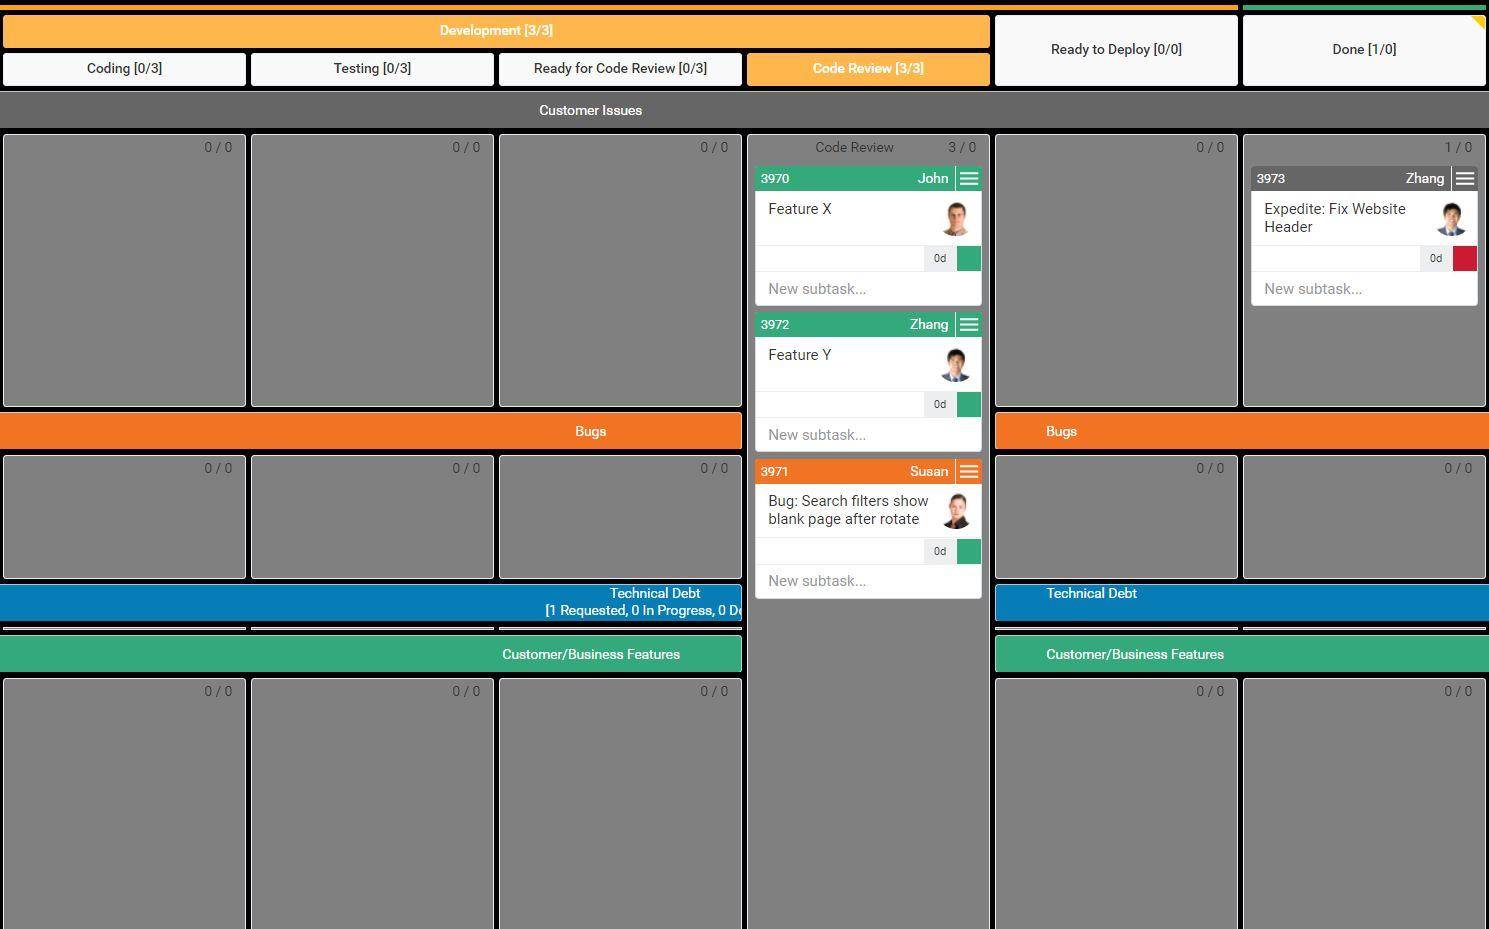 Development [3/3]
Ready to Deploy [0/0]
Done [1/0]
Coding [0/3]
Testing [0/3]
Ready for Code Review [0/3]
Code Review [3/3]
Customer Issues
0 / 0
0 / 0
0 / 0
Code Review 3 / 0
0 / 0
1 / 0
3970 John
Feature X
0d
New subtask...
3972 Zhang
Feature Y
0d
New subtask...
3971 Susan
Bug: Search filters show
blank page after rotate
0d
New subtask...
3973 Zhang
Expedite: Fix Website
Header
0d
New subtask...
Bugs
Bugs
0 / 0
0 / 0
0 / 0
0 / 0
0 / 0
Technical Debt
[1 Requested, 0 In Progress, 0
Technical Debt
Customer/Business Features
Customer/Business Features
0 / 0
0 / 0
0 / 0
0 / 0
0 / 0